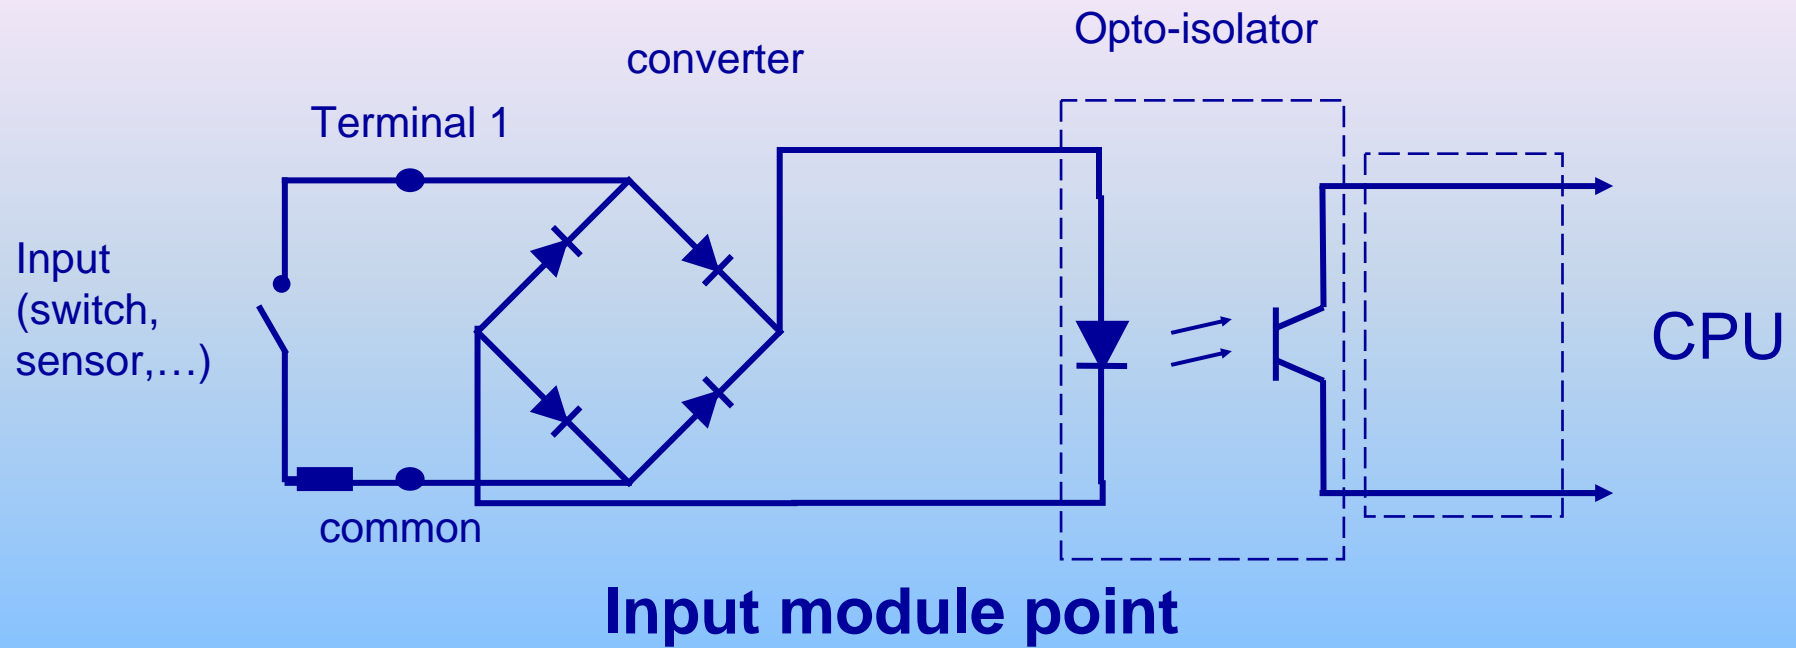 Opto-isolator
converter
Terminal 1
Input
(switch,
sensor,…)
CPU
common
Input module point